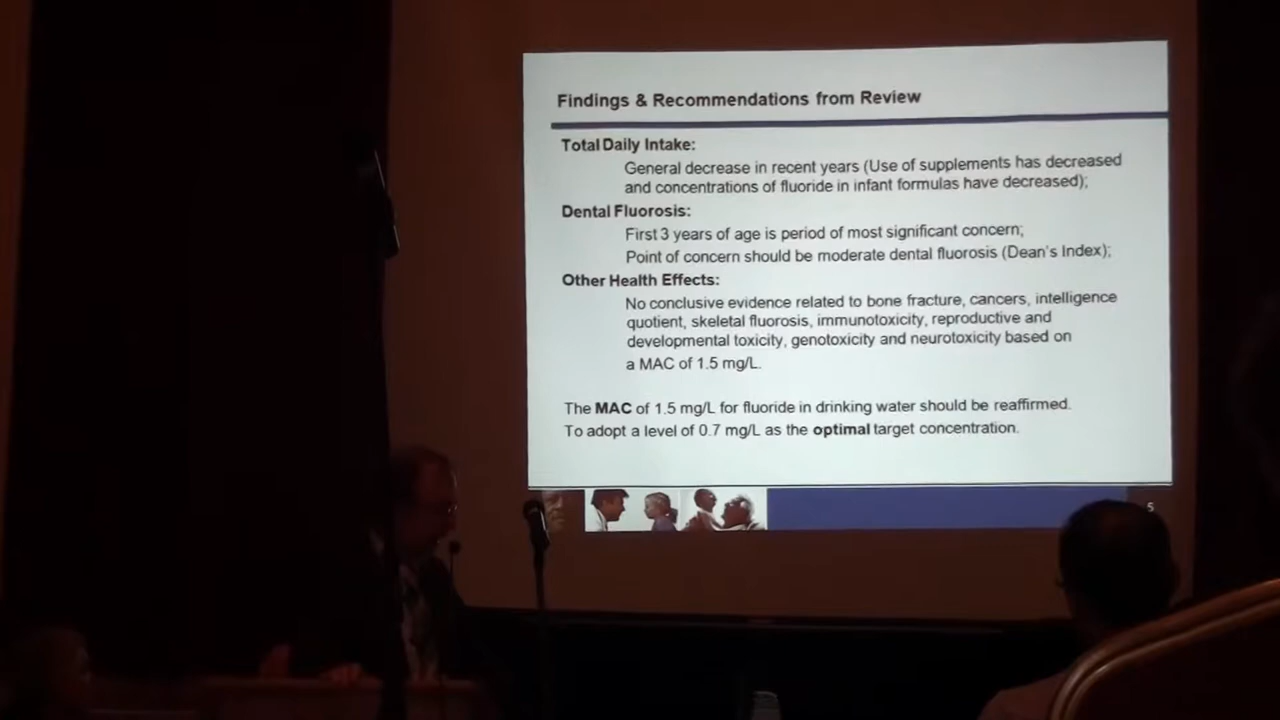 Findings & Recommendations from Review
Total Daily Intake:
General decrease in recent years (Use of supplements has decreased
and concentrations of fluoride in infant formulas have decreased);
Dental Fluorosis:
First 3 years of age is period of most significant concern;
Point of concern should be moderate dental fluorosis (Dean's Index);
Other Health Effects:
No conclusive evidence related to bone fracture, cancers, intelligence
quotient, skeletal fluorosis, immunotoxicity, reproductive and
developmental toxicity, genotoxicity and neurotoxicity based on
a MAC of 1.5 mg/L.
The MAC of 1.5 mg/L for fluoride in drinking water should be reaffirmed.
To adopt a level of 0.7 mg/L as the optimal target concentration.
5